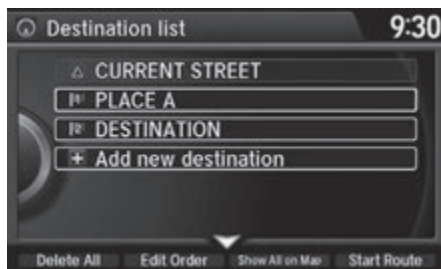 Destination list 9:30
CURRENT STREET
PLACE A
DESTINATION
Add new destination
Delete All Edit Order Show All on Map Start Route